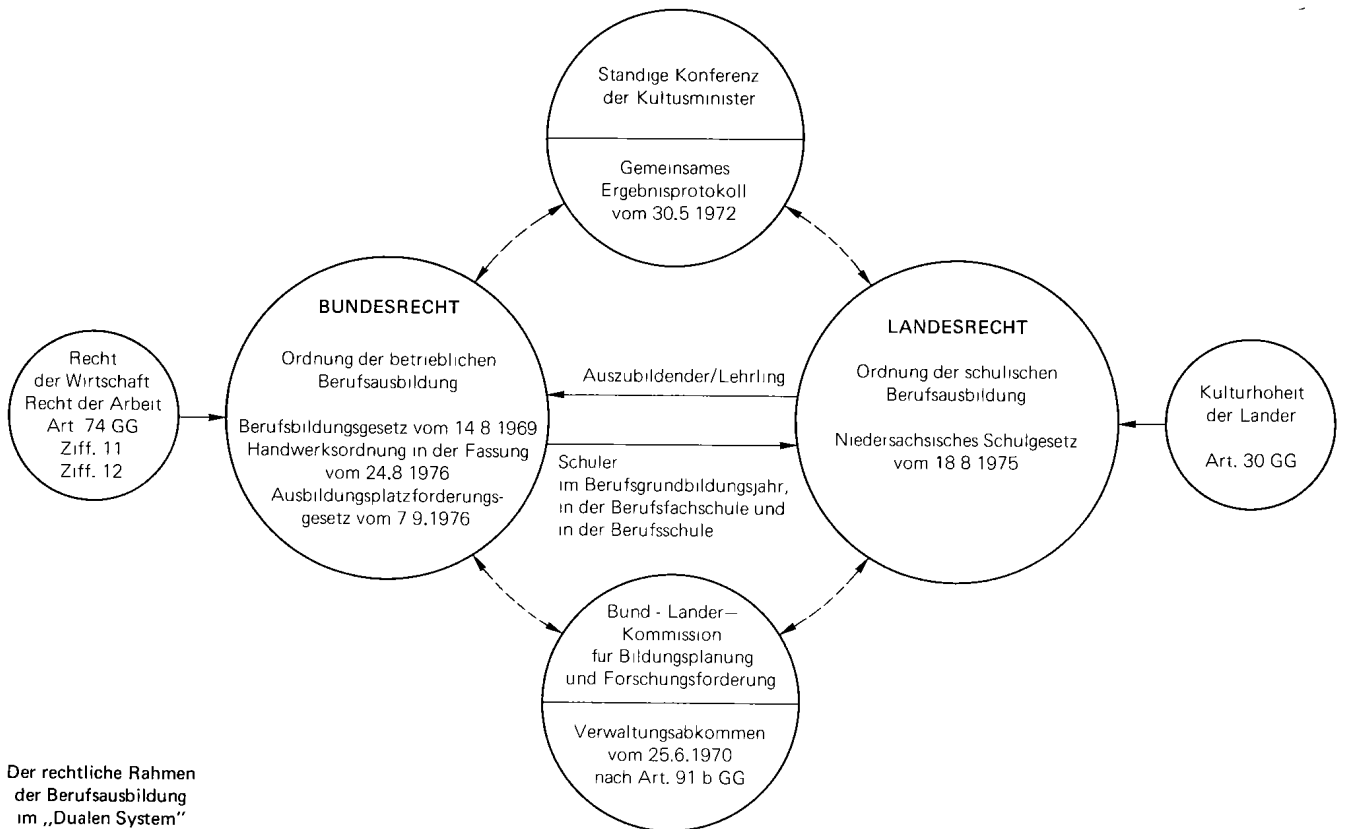 Standige Konferenz
der Kultusminister
Gemeinsames
Ergebnisprotokoll
vom 30.5 1972
BUNDESRECHT
Ordnung der betrieblichen
Berufsausbildung
Berufsbildungsgesetz vom 14 8 1969
Handwerksordnung in der Fassung
vom 24.8 1976
Ausbildungsplatzforderungs-
gesetz vom 7 9.1976
LANDESRECHT
Ordnung der schulischen
Berufsausbildung
Niedersachsisches Schulgesetz
vom 18 8 1975
Recht
der Wirtschaft
Recht der Arbeit
Art 74 GG
Ziff. 11
Ziff. 12
Auszubildender/Lehrling
Schuler
im Berufsgrundbildungsjahr,
in der Berufsfachschule und
in der Berufsschule
Kulturhoheit
der Lander
Art. 30 GG
Bund - Lander—
Kommission
fur Bildungsplanung
und Forschungsforderung
Verwaltungsabkommen
vom 25.6.1970
nach Art. 91 b GG
Der rechtliche Rahmen
der Berufsausbildung
im ,,Dualen System"